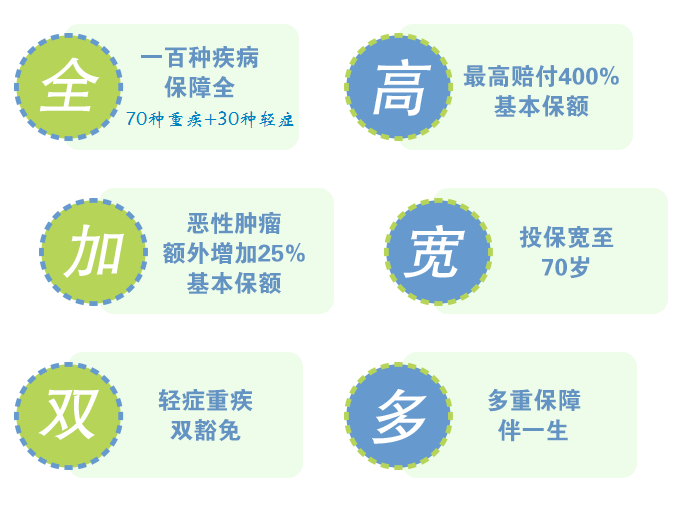 全
一百种疾病
保障全
70种重疾+30种轻症
高
最高赔付400%
基本保额
加
恶性肿瘤
额外增加25%
基本保额
宽
投保宽至
70岁
双
轻症重疾
双豁免
多
多重保障
伴一生